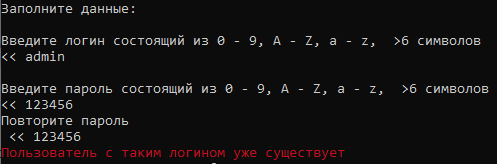 Заполните данные:
Введите логин состоящий из 0 - 9, A - Z, a - z,  >6 символов
<< admin
Введите пароль состоящий из 0 - 9, A - Z, a - z,  >6 символов
<< 123456
Повторите пароль
<< 123456
Пользователь с таким логином уже существует